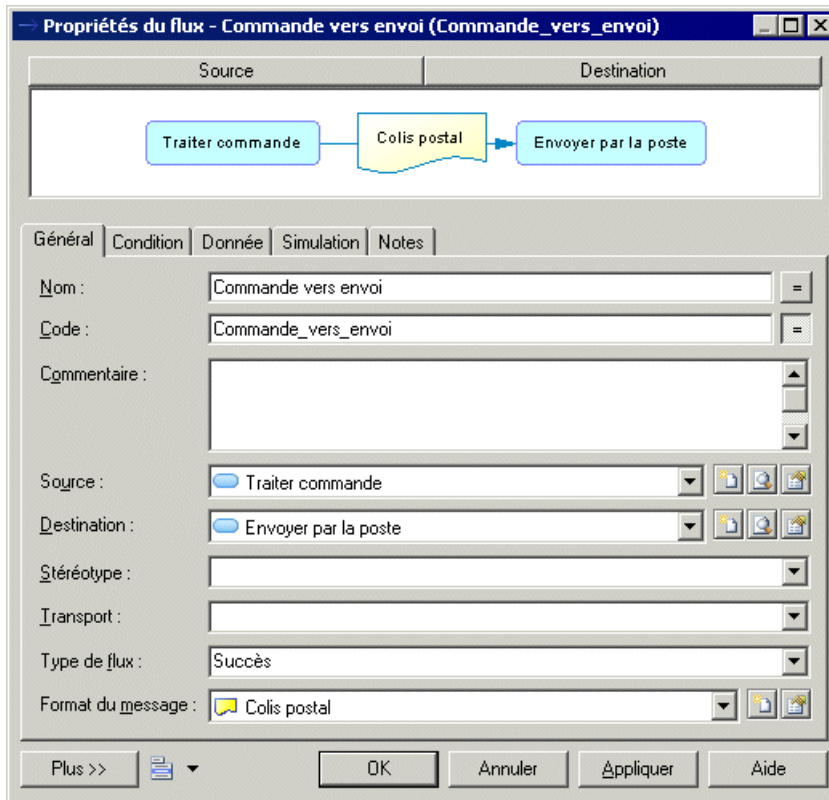 Propriétés du flux - Commande vers envoi (Commande_vers_envoi)
Source Destination
Traiter commande Colis postal Envoyer par la poste
Général Condition Donnée Simulation Notes
Nom : Commande vers envoi =
Code : Commande_vers_envoi =
Commentaire :
Source : Traiter commande
Destination : Envoyer par la poste
Stéréotype :
Transport :
Type de flux : Succès
Format du message : Colis postal
Plus >> OK Annuler Appliquer Aide